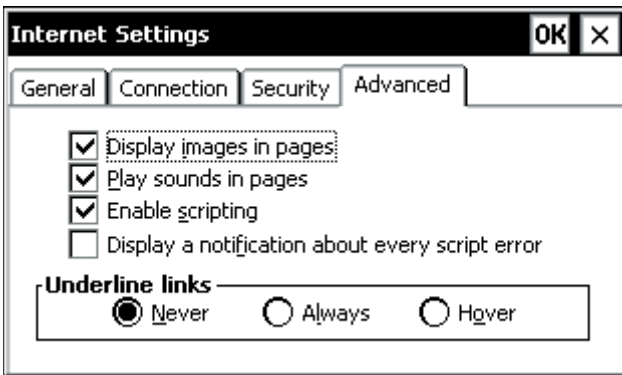 Internet Settings OK ×
General Connection Security Advanced
Display images in pages
Play sounds in pages
Enable scripting
Display a notification about every script error
Underline links
Never Always Hover